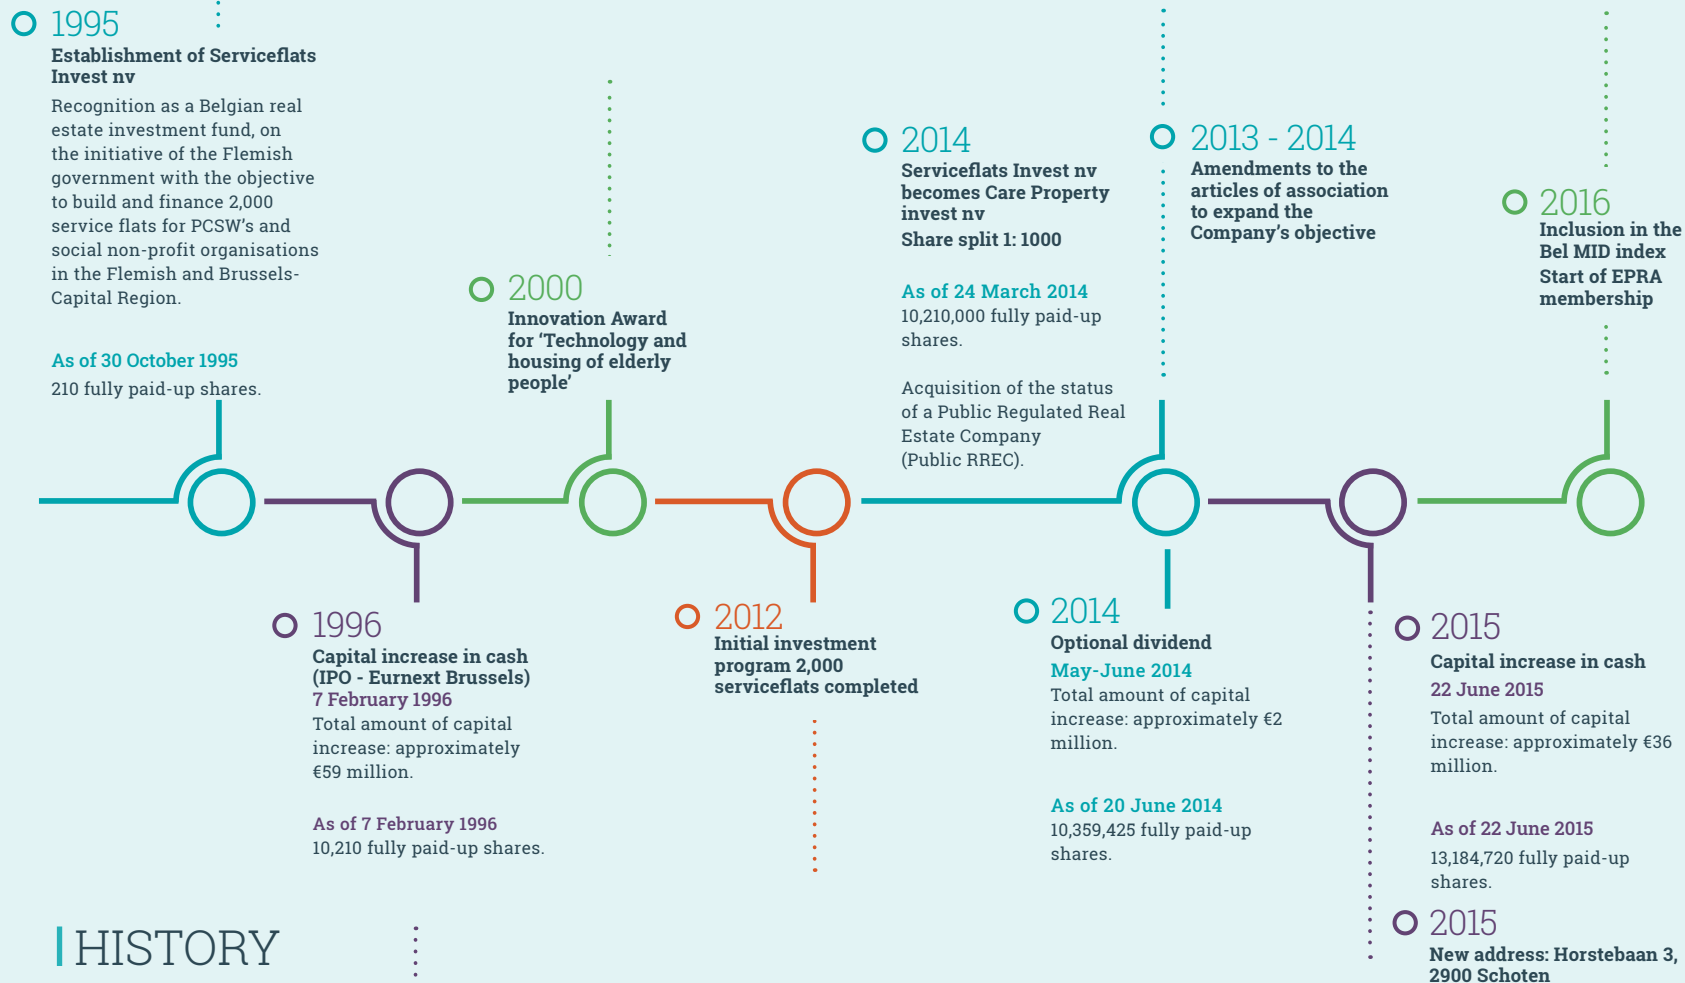 1995
Establishment of Serviceflats
Invest nv
Recognition as a Belgian real
estate investment fund, on
the initiative of the Flemish
government with the objective
to build and finance 2,000
service flats for PCSW's and
social non-profit organisations
in the Flemish and Brussels-
Capital Region.
As of 30 October 1995
210 fully paid-up shares.
2000
Innovation Award
for ‘Technology and
housing of elderly
people’
2014
Serviceflats Invest nv
becomes Care Property
invest nv
Share split 1: 1000
As of 24 March 2014
10,210,000 fully paid-up
shares.
Acquisition of the status
of a Public Regulated Real
Estate Company
(Public RREC).
2013 - 2014
Amendments to the
articles of association
to expand the
Company's objective
2016
Inclusion in the
Bel MID index
Start of EPRA
membership
1996
Capital increase in cash
(IPO - Eurnext Brussels)
7 February 1996
Total amount of capital
increase: approximately
€59 million.
As of 7 February 1996
10,210 fully paid-up shares.
2012
Initial investment
program 2,000
serviceflats completed
2014
Optional dividend
May-June 2014
Total amount of capital
increase: approximately €2
million.
As of 20 June 2014
10,359,425 fully paid-up
shares.
2015
Capital increase in cash
22 June 2015
Total amount of capital
increase: approximately €36
million.
As of 22 June 2015
13,184,720 fully paid-up
shares.
2015
New address: Horstebaan 3,
2900 Schoten
HISTORY